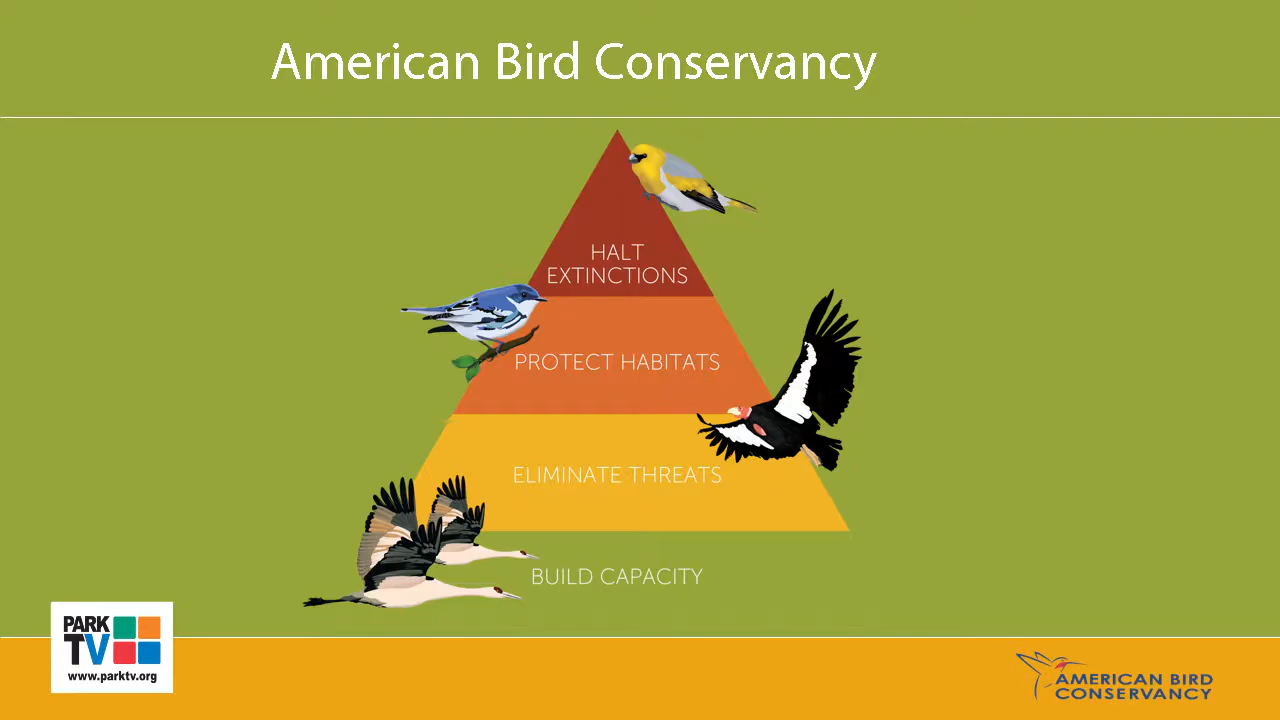 American Bird Conservancy
HALT
EXTINCTIONS
PROTECT HABITATS
ELIMINATE THREATS
BUILD CAPACITY
PARK
TV
www.parktv.org
AMERICAN BIRD
CONSERVANCY